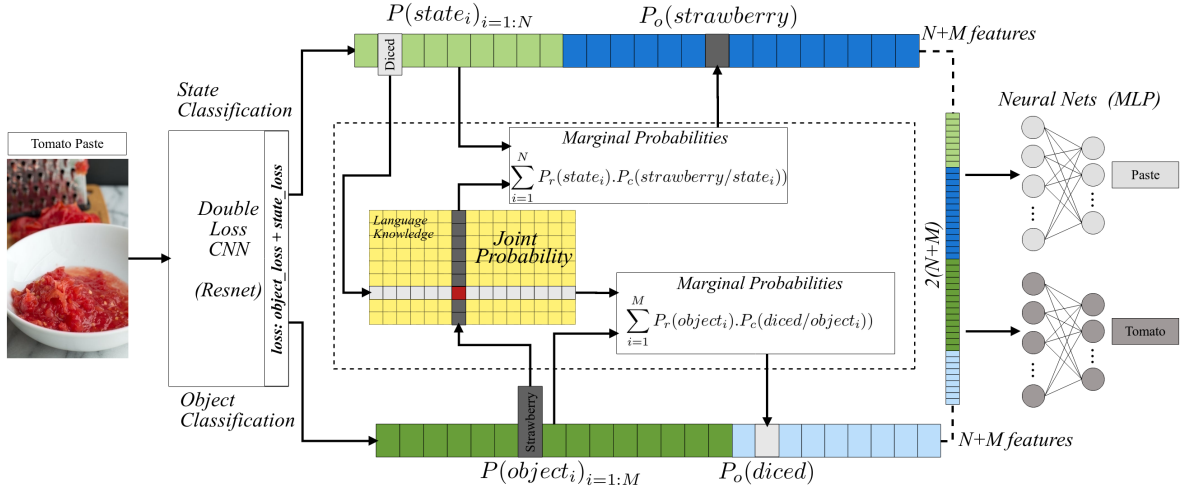 P(state_i)_{i=1:N}
P_o(strawberry)
N+M features
Diced
State
Classification
Neural Nets (MLP)
Tomato Paste
Marginal Probabilities
\sum_{i=1}^{N} P_r(state_i).P_c(strawberry/state_i))
Paste
Double
Loss
CNN
(Resnet)
loss: object_loss + state_loss
Language
Knowledge
Joint
Probability
2(N+M)
Marginal Probabilities
\sum_{i=1}^{M} P_r(object_i).P_c(diced/object_i))
Tomato
Object
Classification
Strawberry
N+M features
P(object_i)_{i=1:M}
P_o(diced)